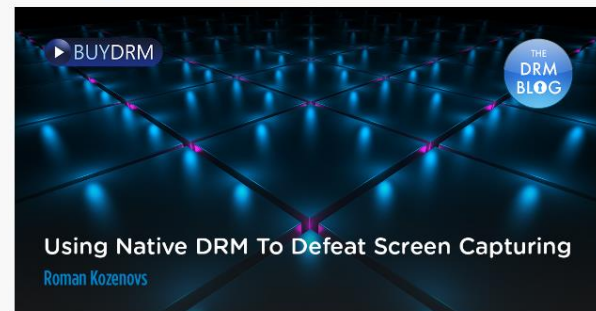 BUYDRM
THE
DRM
BLOG
Using Native DRM To Defeat Screen Capturing
Roman Kozenovs